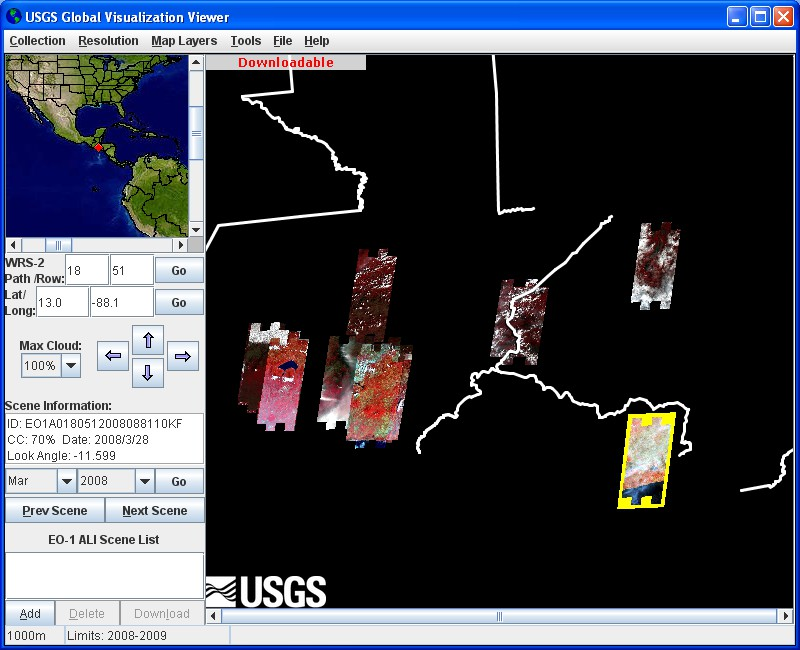 USGS Global Visualization Viewer
Collection Resolution Map Layers Tools File Help
Downloadable
WRS-2
Path /Row: 18 51 Go
Lat/
Long: 13.0 -88.1 Go
Max Cloud:
100%
Scene Information:
ID: EO1A0180512008088110KF
CC: 70% Date: 2008/3/28
Look Angle: -11.599
Mar 2008 Go
Prev Scene Next Scene
EO-1 ALI Scene List
USGS
Add Delete Download
1000m Limits: 2008-2009